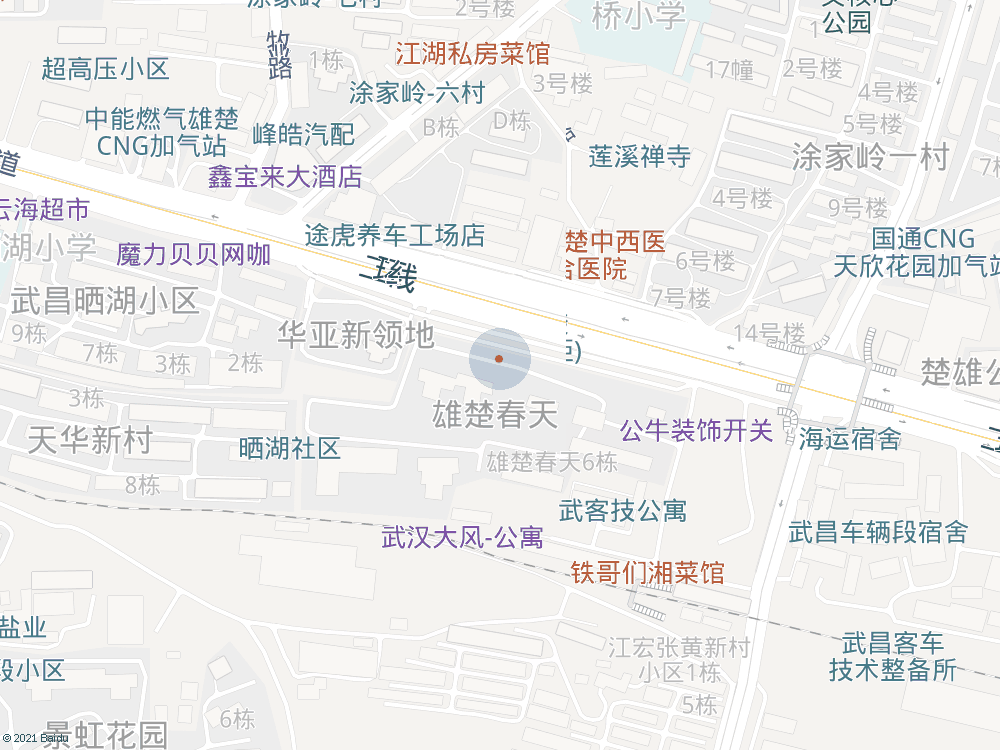 2号楼
桥小学
公园
江湖私房菜馆
1栋
超高压小区
3号楼
17幢
2号楼
涂家岭-六村
4号楼
中能燃气雄楚
CNG加气站
峰皓汽配
B栋
D栋
5号楼
莲溪禅寺
涂家岭一村
道
鑫宝来大酒店
4号楼
云海超市
9号楼
途虎养车工场店
楚中西医
合医院
国通CNG
天欣花园加气站
湖小学
魔力贝贝网咖
6号楼
三环线
武昌晒湖小区
7号楼
9栋
华亚新领地
14号楼
7栋
3栋
2栋
楚雄公
3栋
雄楚春天
天华新村
晒湖社区
公牛装饰开关
海运宿舍
雄楚春天6栋
8栋
武客技公寓
武汉大风-公寓
武昌车辆段宿舍
铁哥们湘菜馆
盐业
江宏张黄新村
小区1栋
武昌客车
技术整备所
段小区
5栋
6栋
景虹花园
© 2021 Baidu